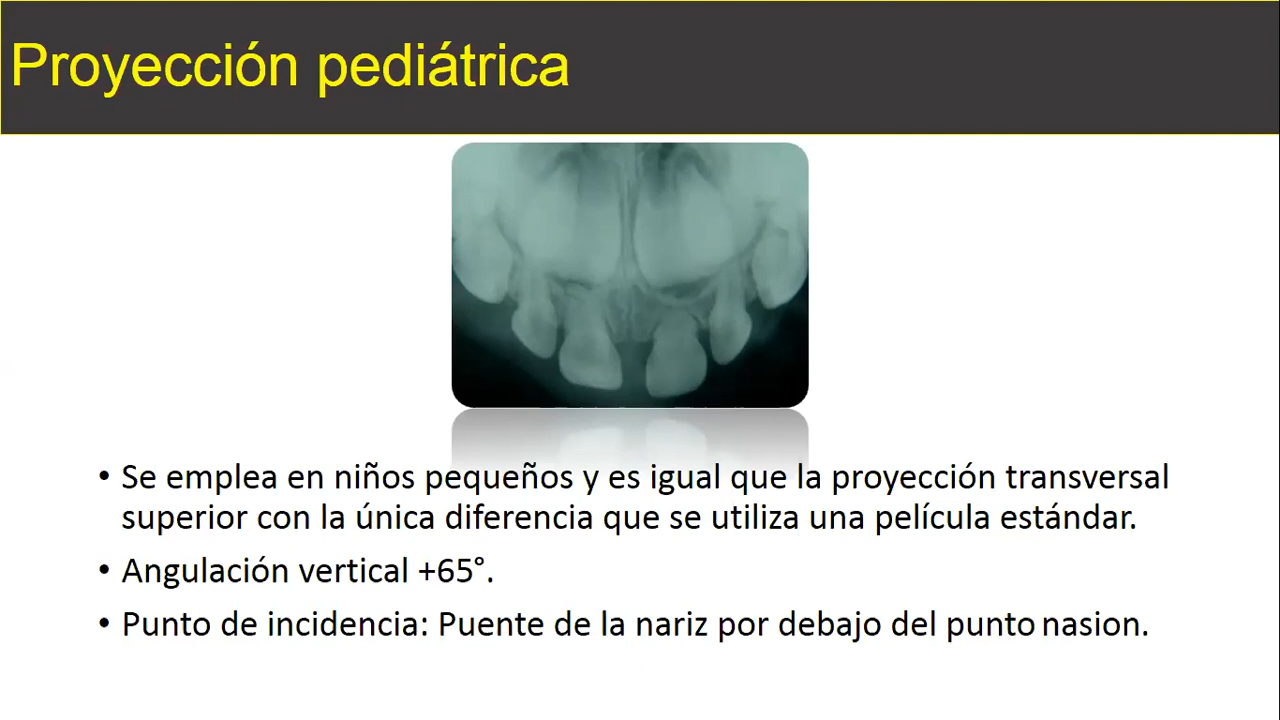 Proyección pediátrica
• Se emplea en niños pequeños y es igual que la proyección transversal
superior con la única diferencia que se utiliza una película estándar.
• Angulación vertical +65°.
• Punto de incidencia: Puente de la nariz por debajo del punto nasion.